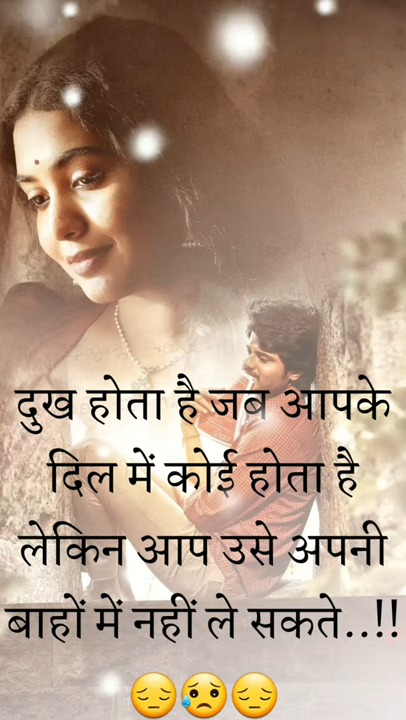 दुख होता है जब आपके
दिल में कोई होता है
लेकिन आप उसे अपनी
बाहों में नहीं ले सकते..!!
😔😥😔